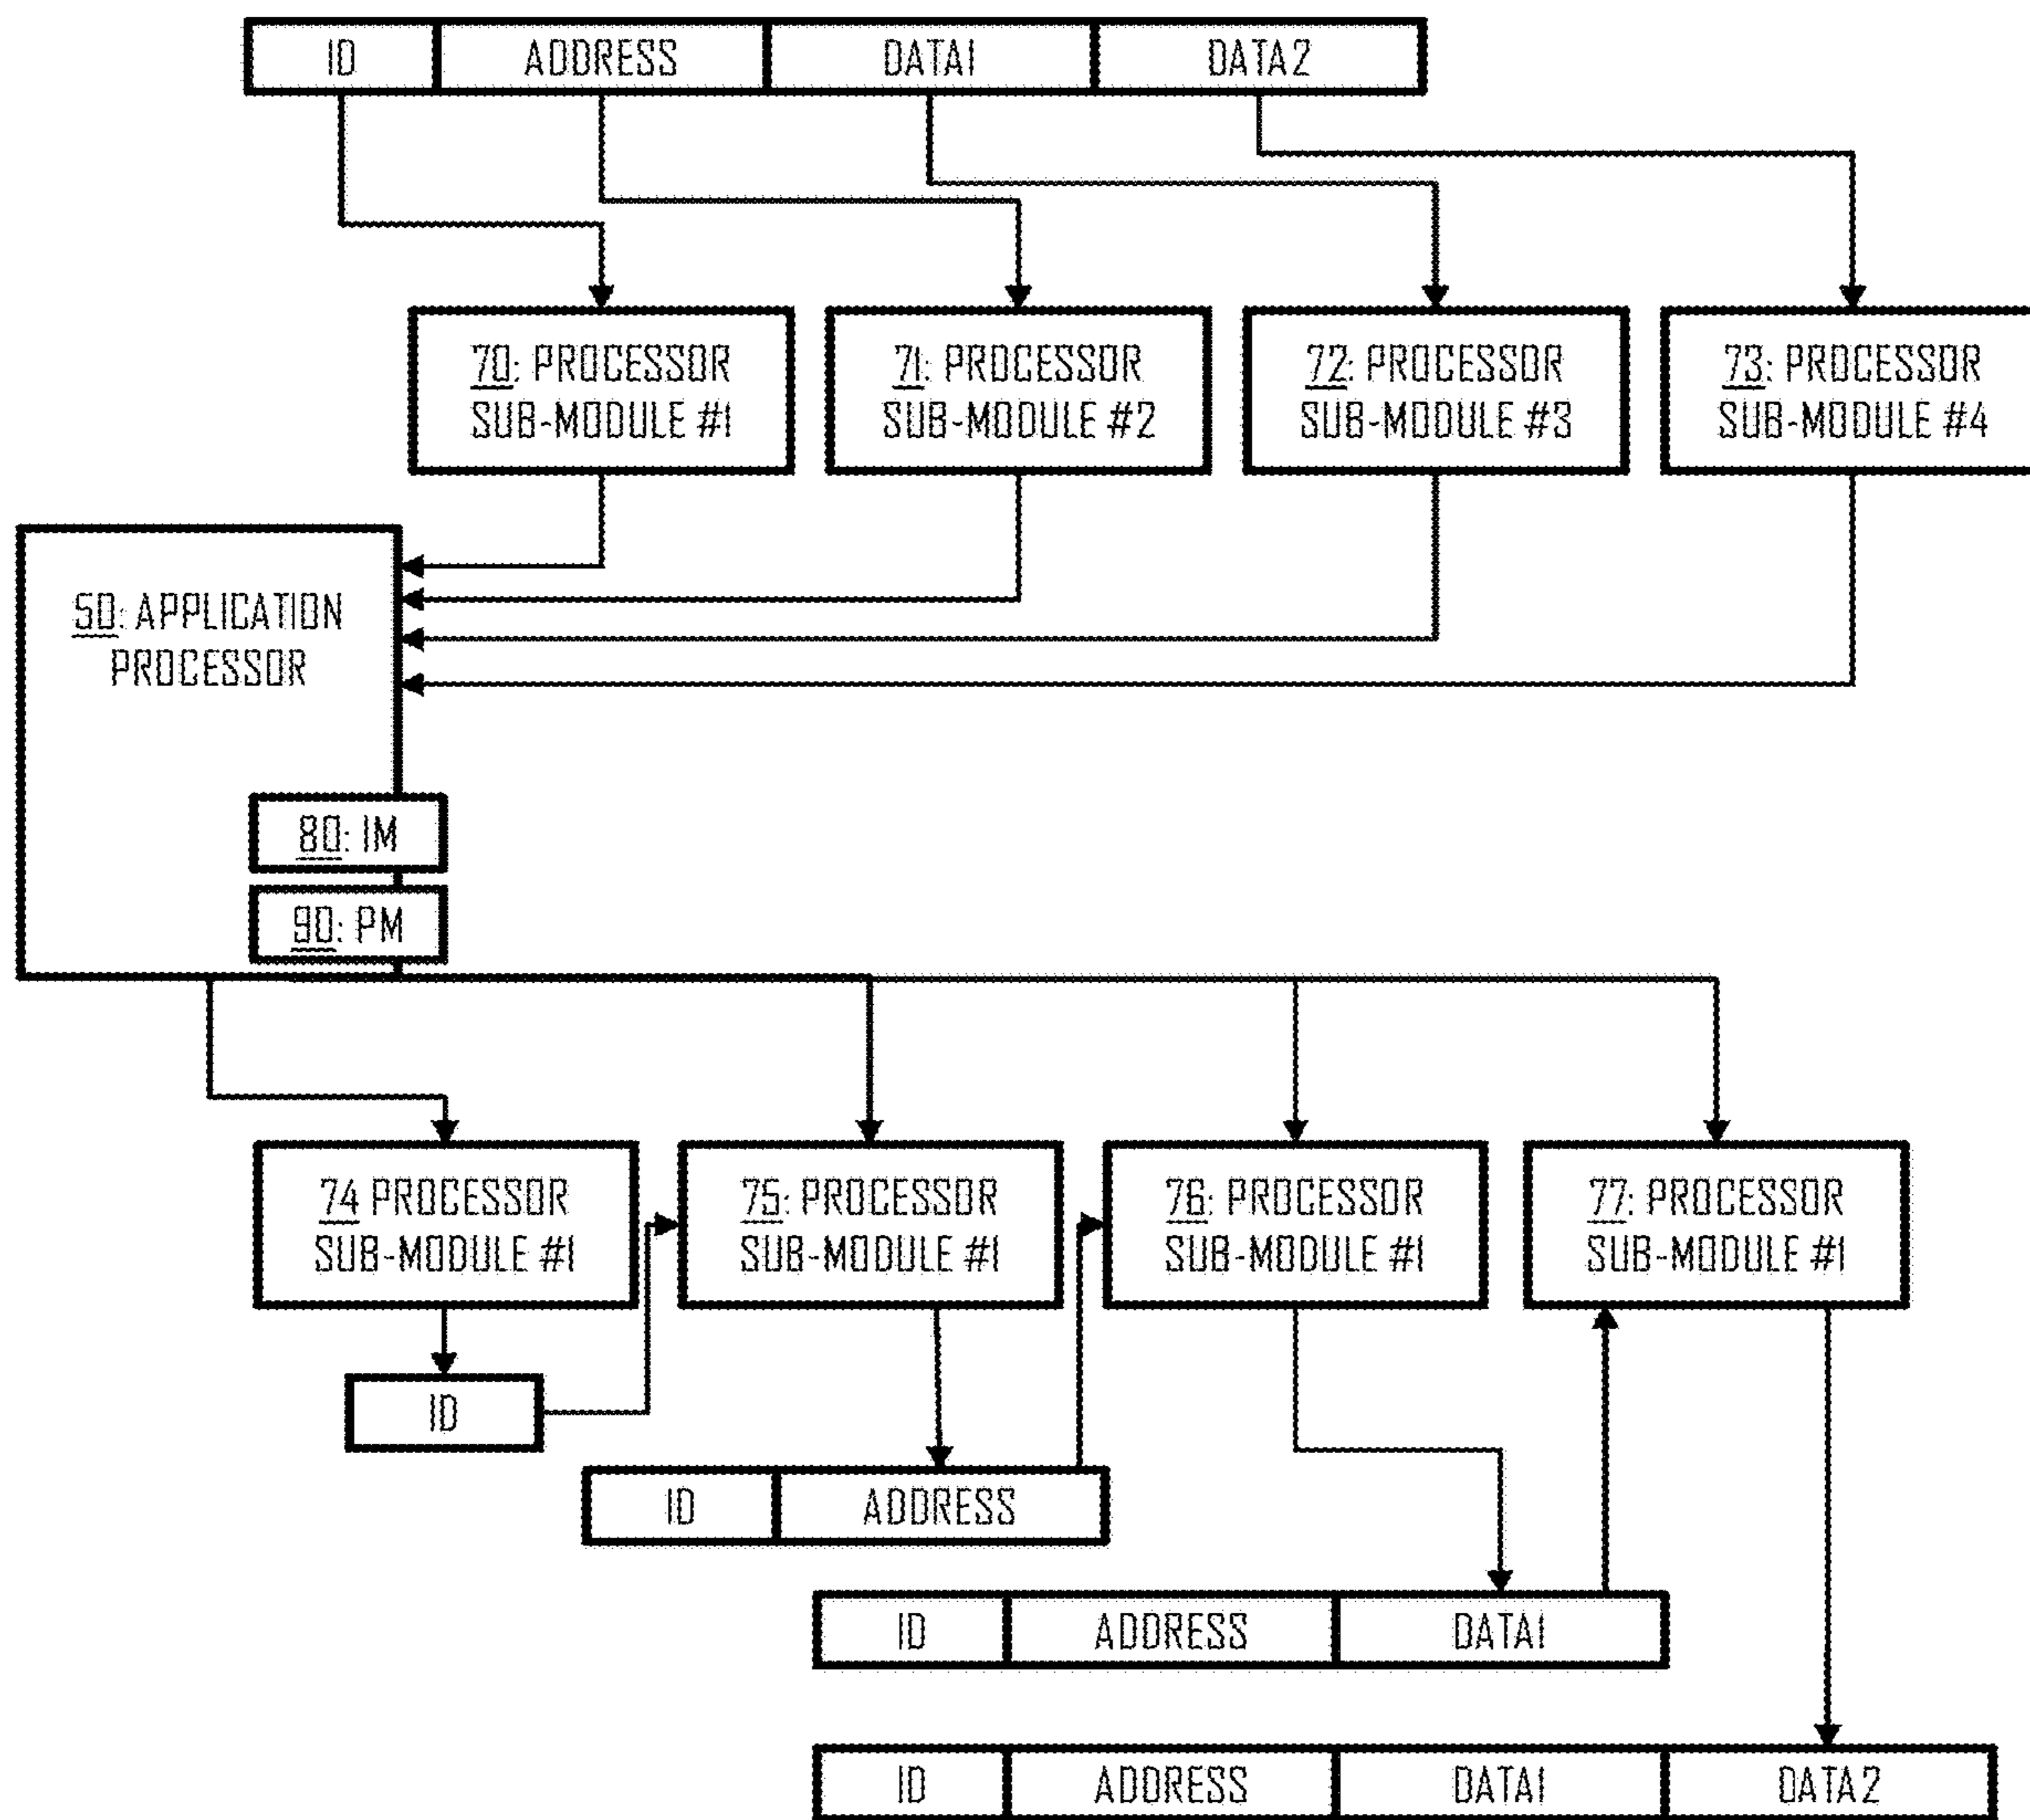 ID ADDRESS DATA1 DATA2
70: PROCESSOR
SUB-MODULE #1
71: PROCESSOR
SUB-MODULE #2
72: PROCESSOR
SUB-MODULE #3
73: PROCESSOR
SUB-MODULE #4
50: APPLICATION
PROCESSOR
80: IM
90: PM
74 PROCESSOR
SUB-MODULE #1
75: PROCESSOR
SUB-MODULE #1
76: PROCESSOR
SUB-MODULE #1
77: PROCESSOR
SUB-MODULE #1
ID
ID ADDRESS
ID ADDRESS DATA1
ID ADDRESS DATA1 DATA2